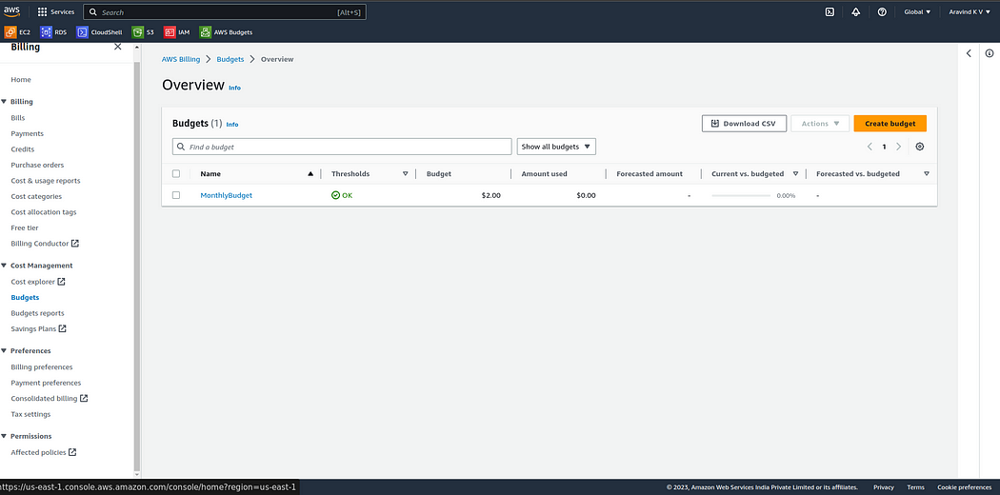 aws
Services
Search
[Alt+S]
Global
Aravind K V
EC2
RDS
CloudShell
S3
IAM
AWS Budgets
Billing
Home
Billing
Bills
Payments
Credits
Purchase orders
Cost & usage reports
Cost categories
Cost allocation tags
Free tier
Billing Conductor
Cost Management
Cost explorer
Budgets
Budgets reports
Savings Plans
Preferences
Billing preferences
Payment preferences
Consolidated billing
Tax settings
Permissions
Affected policies
AWS Billing
Budgets
Overview
Overview Info
Budgets (1) Info
Download CSV
Actions
Create budget
Find a budget
Show all budgets
1
Name
Thresholds
Budget
Amount used
Forecasted amount
Current vs. budgeted
Forecasted vs. budgeted
MonthlyBudget
OK
$2.00
$0.00
-
0.00%
-
https://us-east-1.console.aws.amazon.com/console/home?region=us-east-1
© 2023, Amazon Web Services India Private Limited or its affiliates.
Privacy
Terms
Cookie preferences